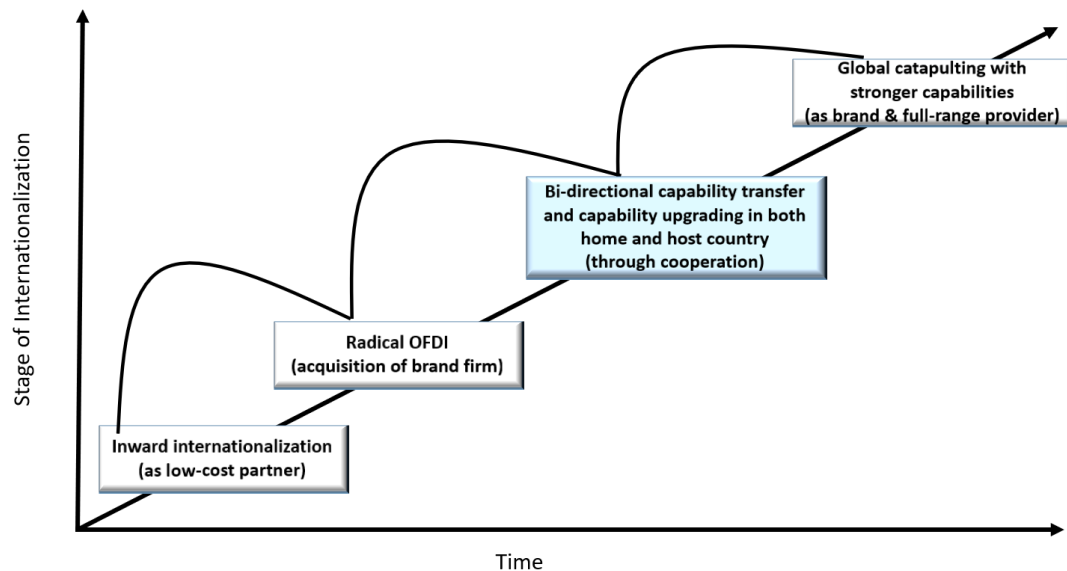 Global catapulting with
stronger capabilities
(as brand & full-range provider)
Bi-directional capability transfer
and capability upgrading in both
home and host country
(through cooperation)
Radical OFDI
(acquisition of brand firm)
Inward internationalization
(as low-cost partner)
Stage of Internationalization
Time